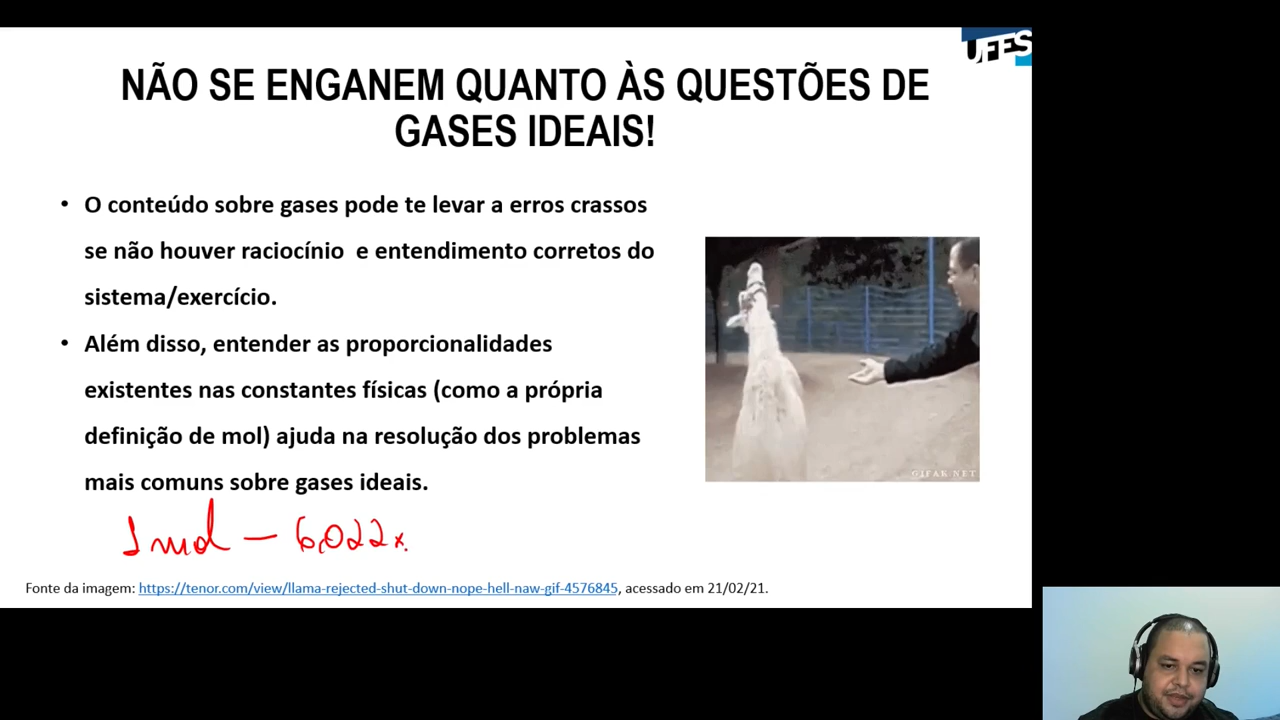 UFES
NÃO SE ENGANEM QUANTO ÀS QUESTÕES DE
GASES IDEAIS!
• O conteúdo sobre gases pode te levar a erros crassos
se não houver raciocínio e entendimento corretos do
sistema/exercício.
• Além disso, entender as proporcionalidades
existentes nas constantes físicas (como a própria
definição de mol) ajuda na resolução dos problemas
mais comuns sobre gases ideais.
GIFAK.NET
1 mol — 6,022x
Fonte da imagem: https://tenor.com/view/llama-rejected-shut-down-nope-hell-naw-gif-4576845, acessado em 21/02/21.